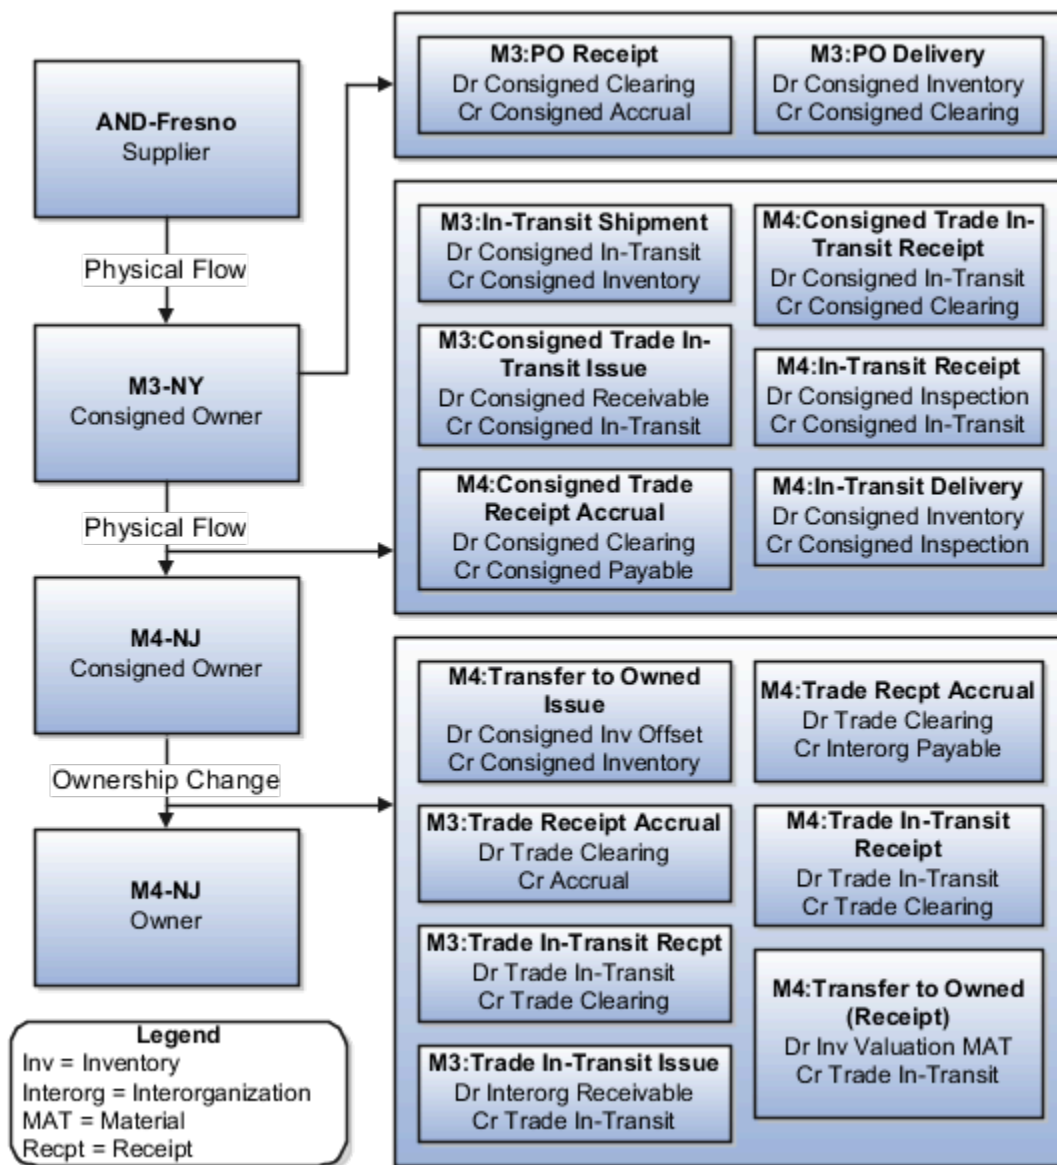 AND-Fresno
Supplier
Physical Flow
M3-NY
Consigned Owner
Physical Flow
M4-NJ
Consigned Owner
Ownership Change
M4-NJ
Owner
Legend
Inv = Inventory
Interorg = Interorganization
MAT = Material
Recpt = Receipt
M3:PO Receipt
Dr Consigned Clearing
Cr Consigned Accrual
M3:PO Delivery
Dr Consigned Inventory
Cr Consigned Clearing
M3:In-Transit Shipment
Dr Consigned In-Transit
Cr Consigned Inventory
M3:Consigned Trade In-
Transit Issue
Dr Consigned Receivable
Cr Consigned In-Transit
M4:Consigned Trade
Receipt Accrual
Dr Consigned Clearing
Cr Consigned Payable
M4:Consigned Trade In-
Transit Receipt
Dr Consigned In-Transit
Cr Consigned Clearing
M4:In-Transit Receipt
Dr Consigned Inspection
Cr Consigned In-Transit
M4:In-Transit Delivery
Dr Consigned Inventory
Cr Consigned Inspection
M4:Transfer to Owned
Issue
Dr Consigned Inv Offset
Cr Consigned Inventory
M3:Trade Receipt Accrual
Dr Trade Clearing
Cr Accrual
M3:Trade In-Transit Recpt
Dr Trade In-Transit
Cr Trade Clearing
M3:Trade In-Transit Issue
Dr Interorg Receivable
Cr Trade In-Transit
M4:Trade Recpt Accrual
Dr Trade Clearing
Cr Interorg Payable
M4:Trade In-Transit
Receipt
Dr Trade In-Transit
Cr Trade Clearing
M4:Transfer to Owned
(Receipt)
Dr Inv Valuation MAT
Cr Trade In-Transit